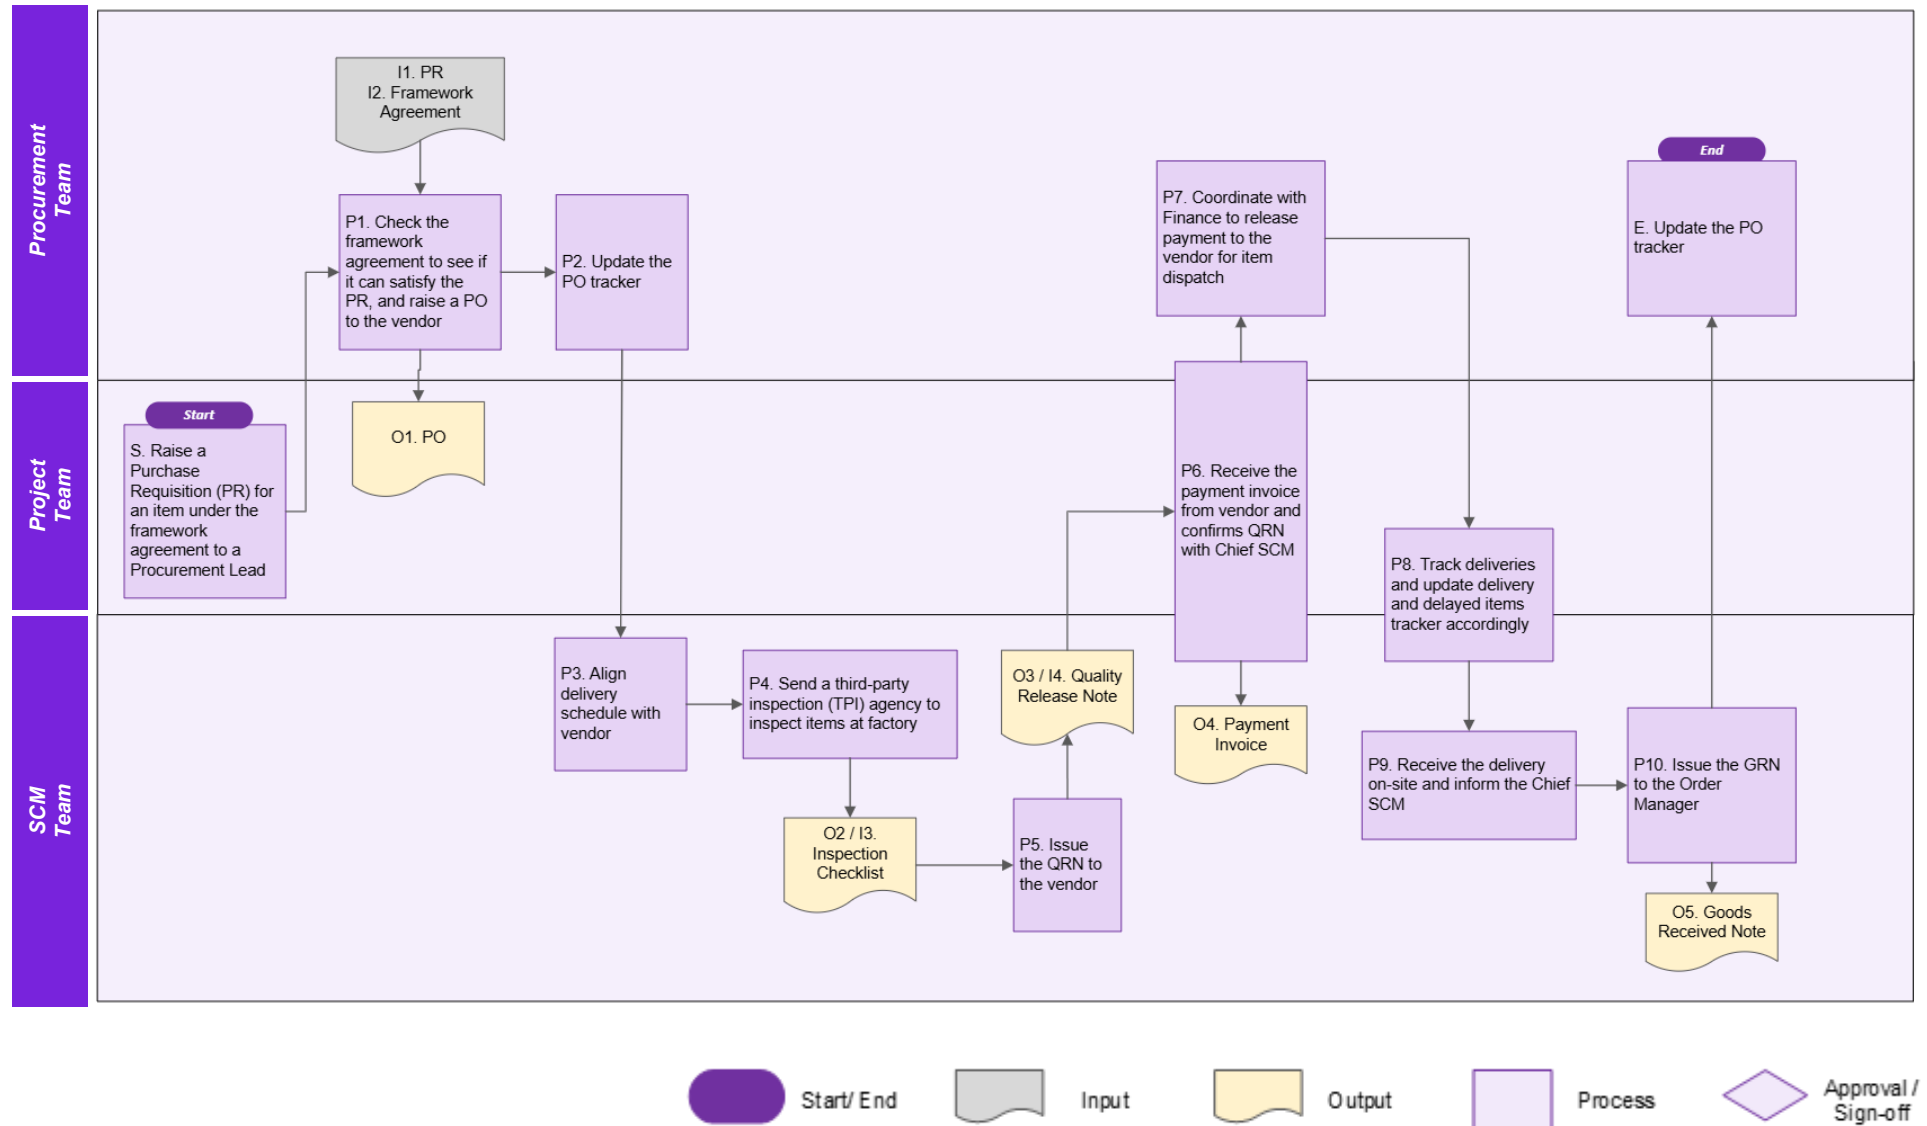 Procurement
Team
I1. PR
I2. Framework
Agreement
P1. Check the
framework
agreement to see if
it can satisfy the
PR, and raise a PO
to the vendor
P2. Update the
PO tracker
P7. Coordinate with
Finance to release
payment to the
vendor for item
dispatch
End
E. Update the PO
tracker
Project
Team
Start
S. Raise a
Purchase
Requisition (PR) for
an item under the
framework
agreement to a
Procurement Lead
O1. PO
P6. Receive the
payment invoice
from vendor and
confirms QRN
with Chief SCM
P8. Track deliveries
and update delivery
and delayed items
tracker accordingly
SCM
Team
P3. Align
delivery
schedule with
vendor
P4. Send a third-party
inspection (TPI) agency to
inspect items at factory
O2 / I3.
Inspection
Checklist
O3 / I4. Quality
Release Note
P5. Issue
the QRN to
the vendor
O4. Payment
Invoice
P9. Receive the delivery
on-site and inform the Chief
SCM
P10. Issue the GRN
to the Order
Manager
O5. Goods
Received Note
Start/ End
Input
Output
Process
Approval /
Sign-off